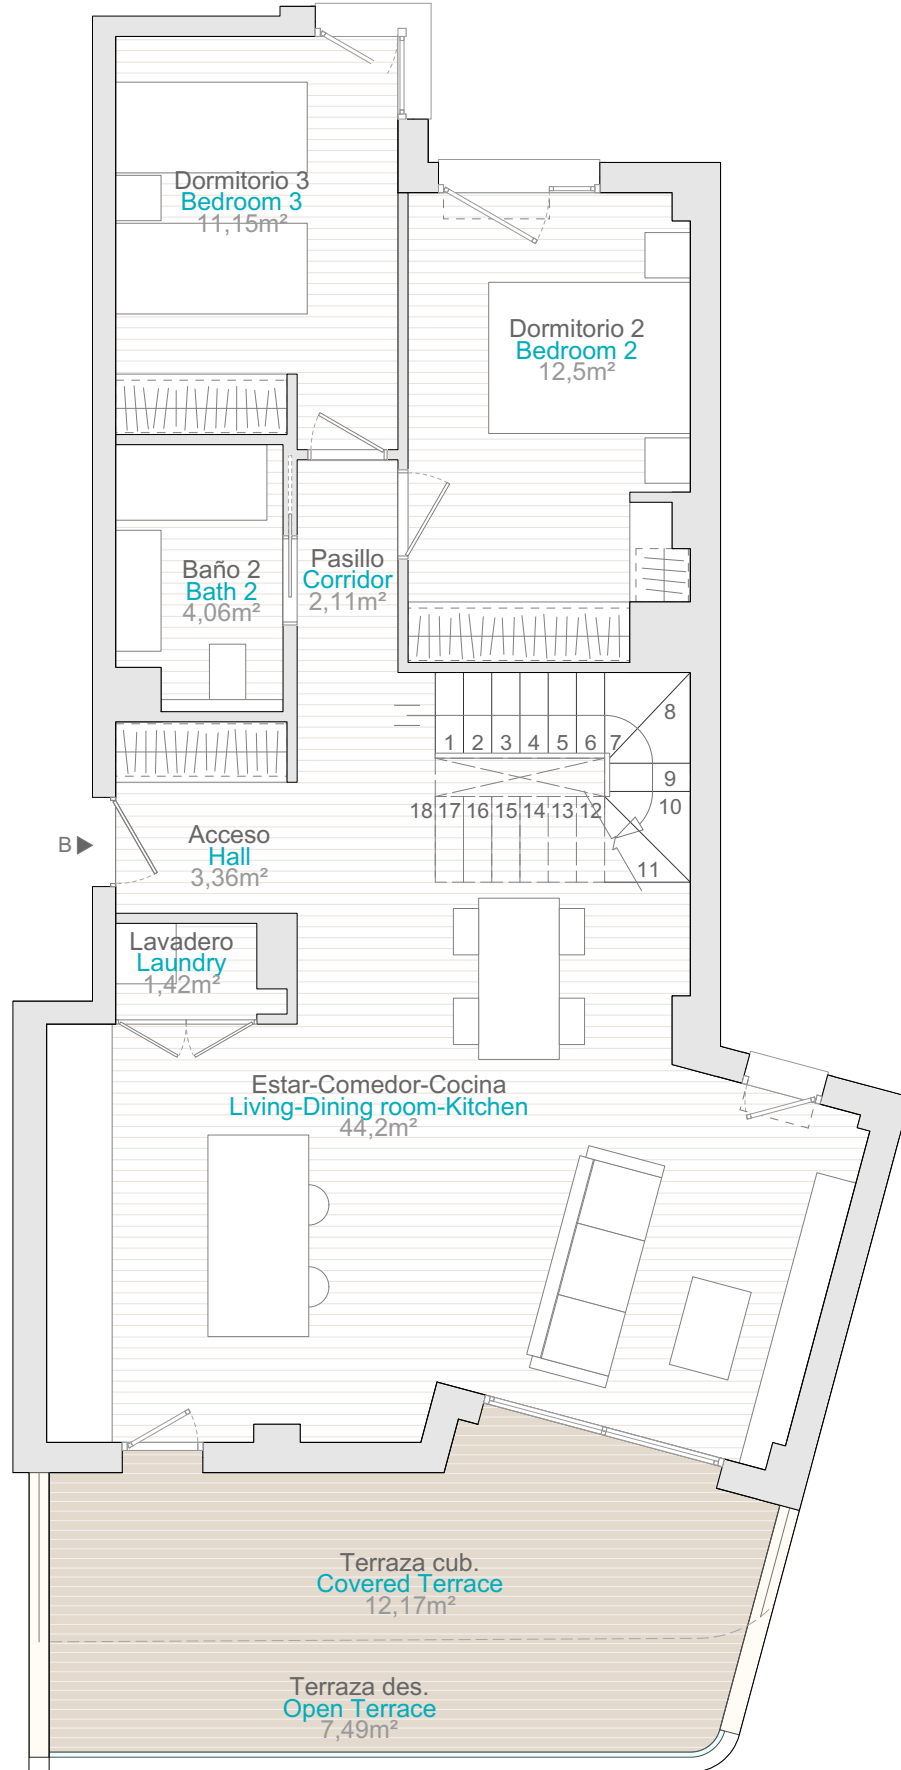 Dormitorio 3
Bedroom 3
11,15m²
Dormitorio 2
Bedroom 2
12,5m²
Baño 2
Bath 2
4,06m²
Pasillo
Corridor
2,11m²
1 2 3 4 5 6 7
8
9
10
11
18 17 16 15 14 13 12
B
Acceso
Hall
3,36m²
Lavadero
Laundry
1,42m²
Estar-Comedor-Cocina
Living-Dining room-Kitchen
44,2m²
Terraza cub.
Covered Terrace
12,17m²
Terraza des.
Open Terrace
7,49m²